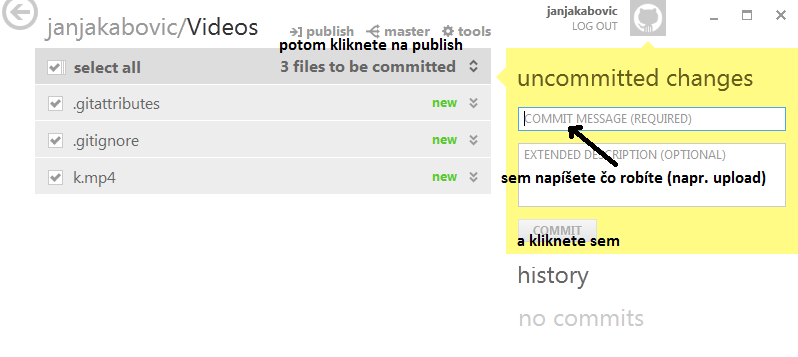 janjakabovic/Videos
publish
master
tools
potom kliknete na publish
select all
3 files to be committed
.gitattributes
new
.gitignore
new
k.mp4
new
janjakabovic
LOG OUT
uncommitted changes
COMMIT MESSAGE (REQUIRED)
EXTENDED DESCRIPTION (OPTIONAL)
sem napíšete čo robíte (napr. upload)
COMMIT
a kliknete sem
history
no commits